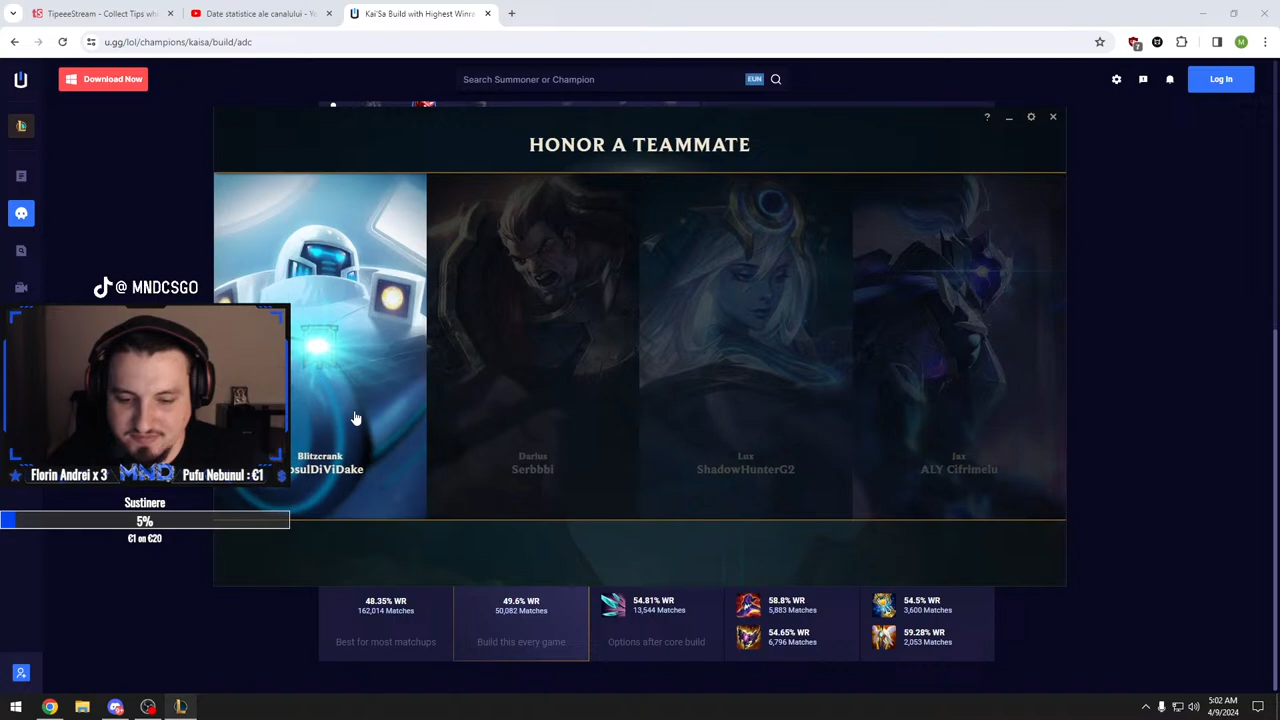 TipeeeStream - Collect Tips whi
Date statistice ale canalului - Yo
Kai'Sa Build with Highest Winra
u.gg/lol/champions/kaisa/build/adc
7
M
Download Now
Search Summoner or Champion
EUN
Log In
HONOR A TEAMMATE
@ MNDCSGO
Blitzcrank
osulDiViDake
Darius
Serbbbi
Lux
ShadowHunterG2
Jax
ALY Cifrimelu
Florin Andrei x 3
MND
Pufu Nebunul : €1
Sustinere
5%
€1 on €20
48.35% WR
162,014 Matches
Best for most matchups
49.6% WR
50,082 Matches
Build this every game
54.81% WR
13,544 Matches
Options after core build
58.8% WR
5,883 Matches
54.65% WR
6,796 Matches
54.5% WR
3,600 Matches
59.28% WR
2,053 Matches
5:02 AM
4/9/2024